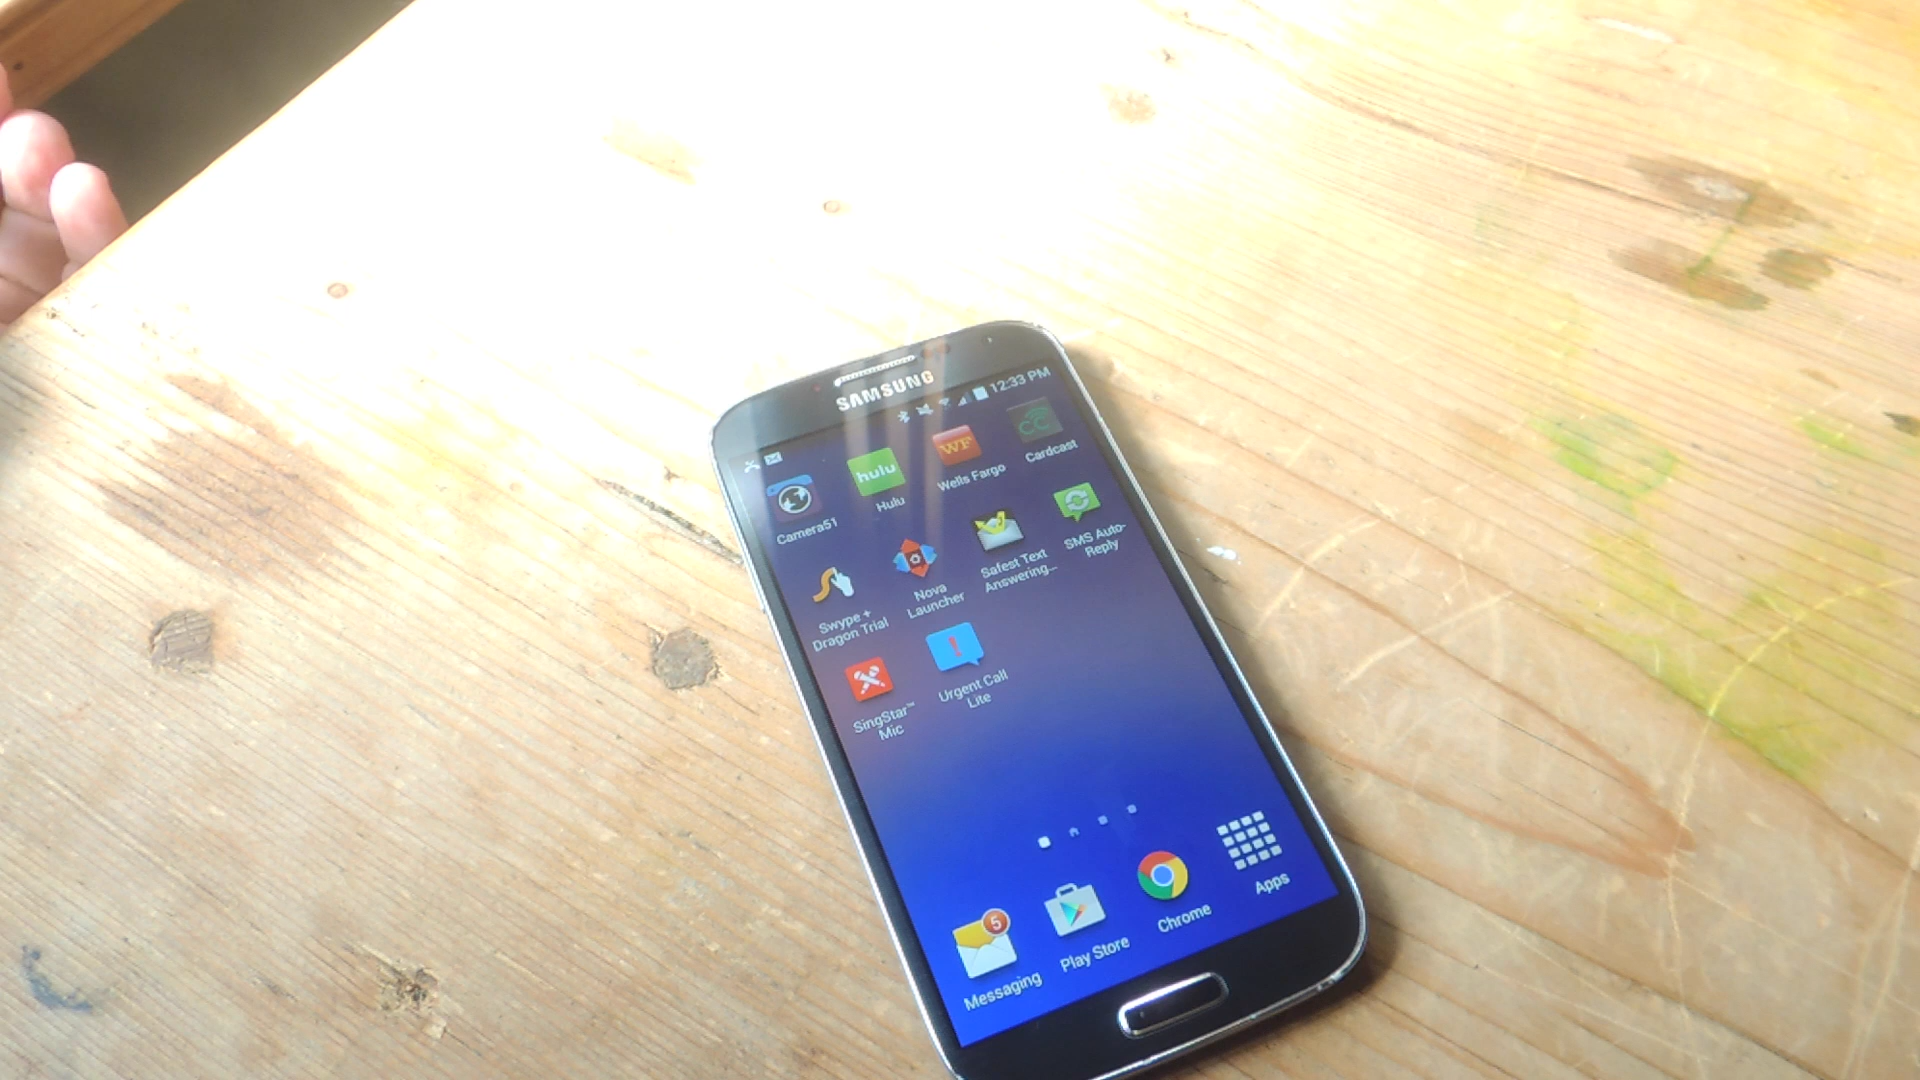 SAMSUNG
12:33 PM
hulu
WF
CC
Camera51
Hulu
Wells Fargo
Cardcast
Swype +
Dragon Trial
Nova
Launcher
Safest Text
Answering...
SMS Auto-
Reply
SingStar™
Mic
!
Urgent Call
Lite
5
Messaging
Play Store
Chrome
Apps